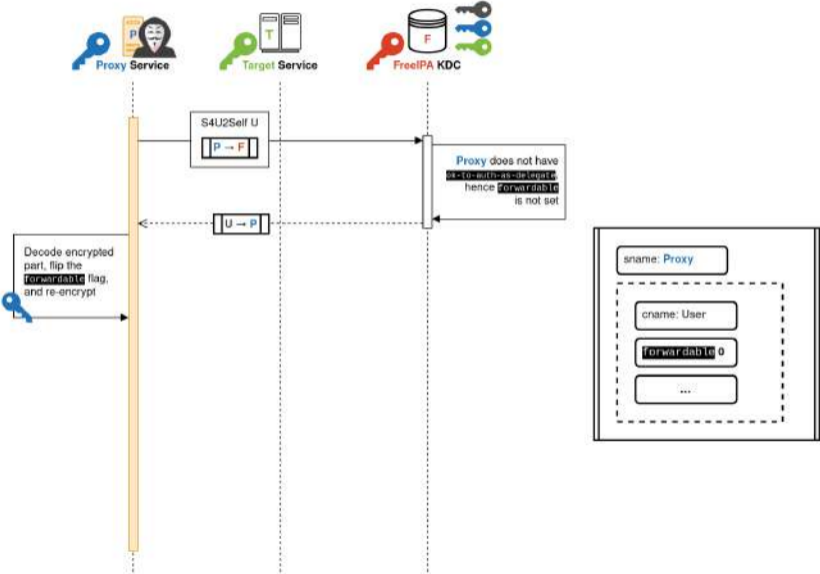 P
T
F
Proxy Service
Target Service
FreeIPA KDC
S4U2Self U
P → F
Proxy does not have
ok-to-auth-as-delegate,
hence forwardable
is not set
U → P
Decode encrypted
part, flip the
forwardable flag,
and re-encrypt
sname: Proxy
cname: User
forwardable 0
...